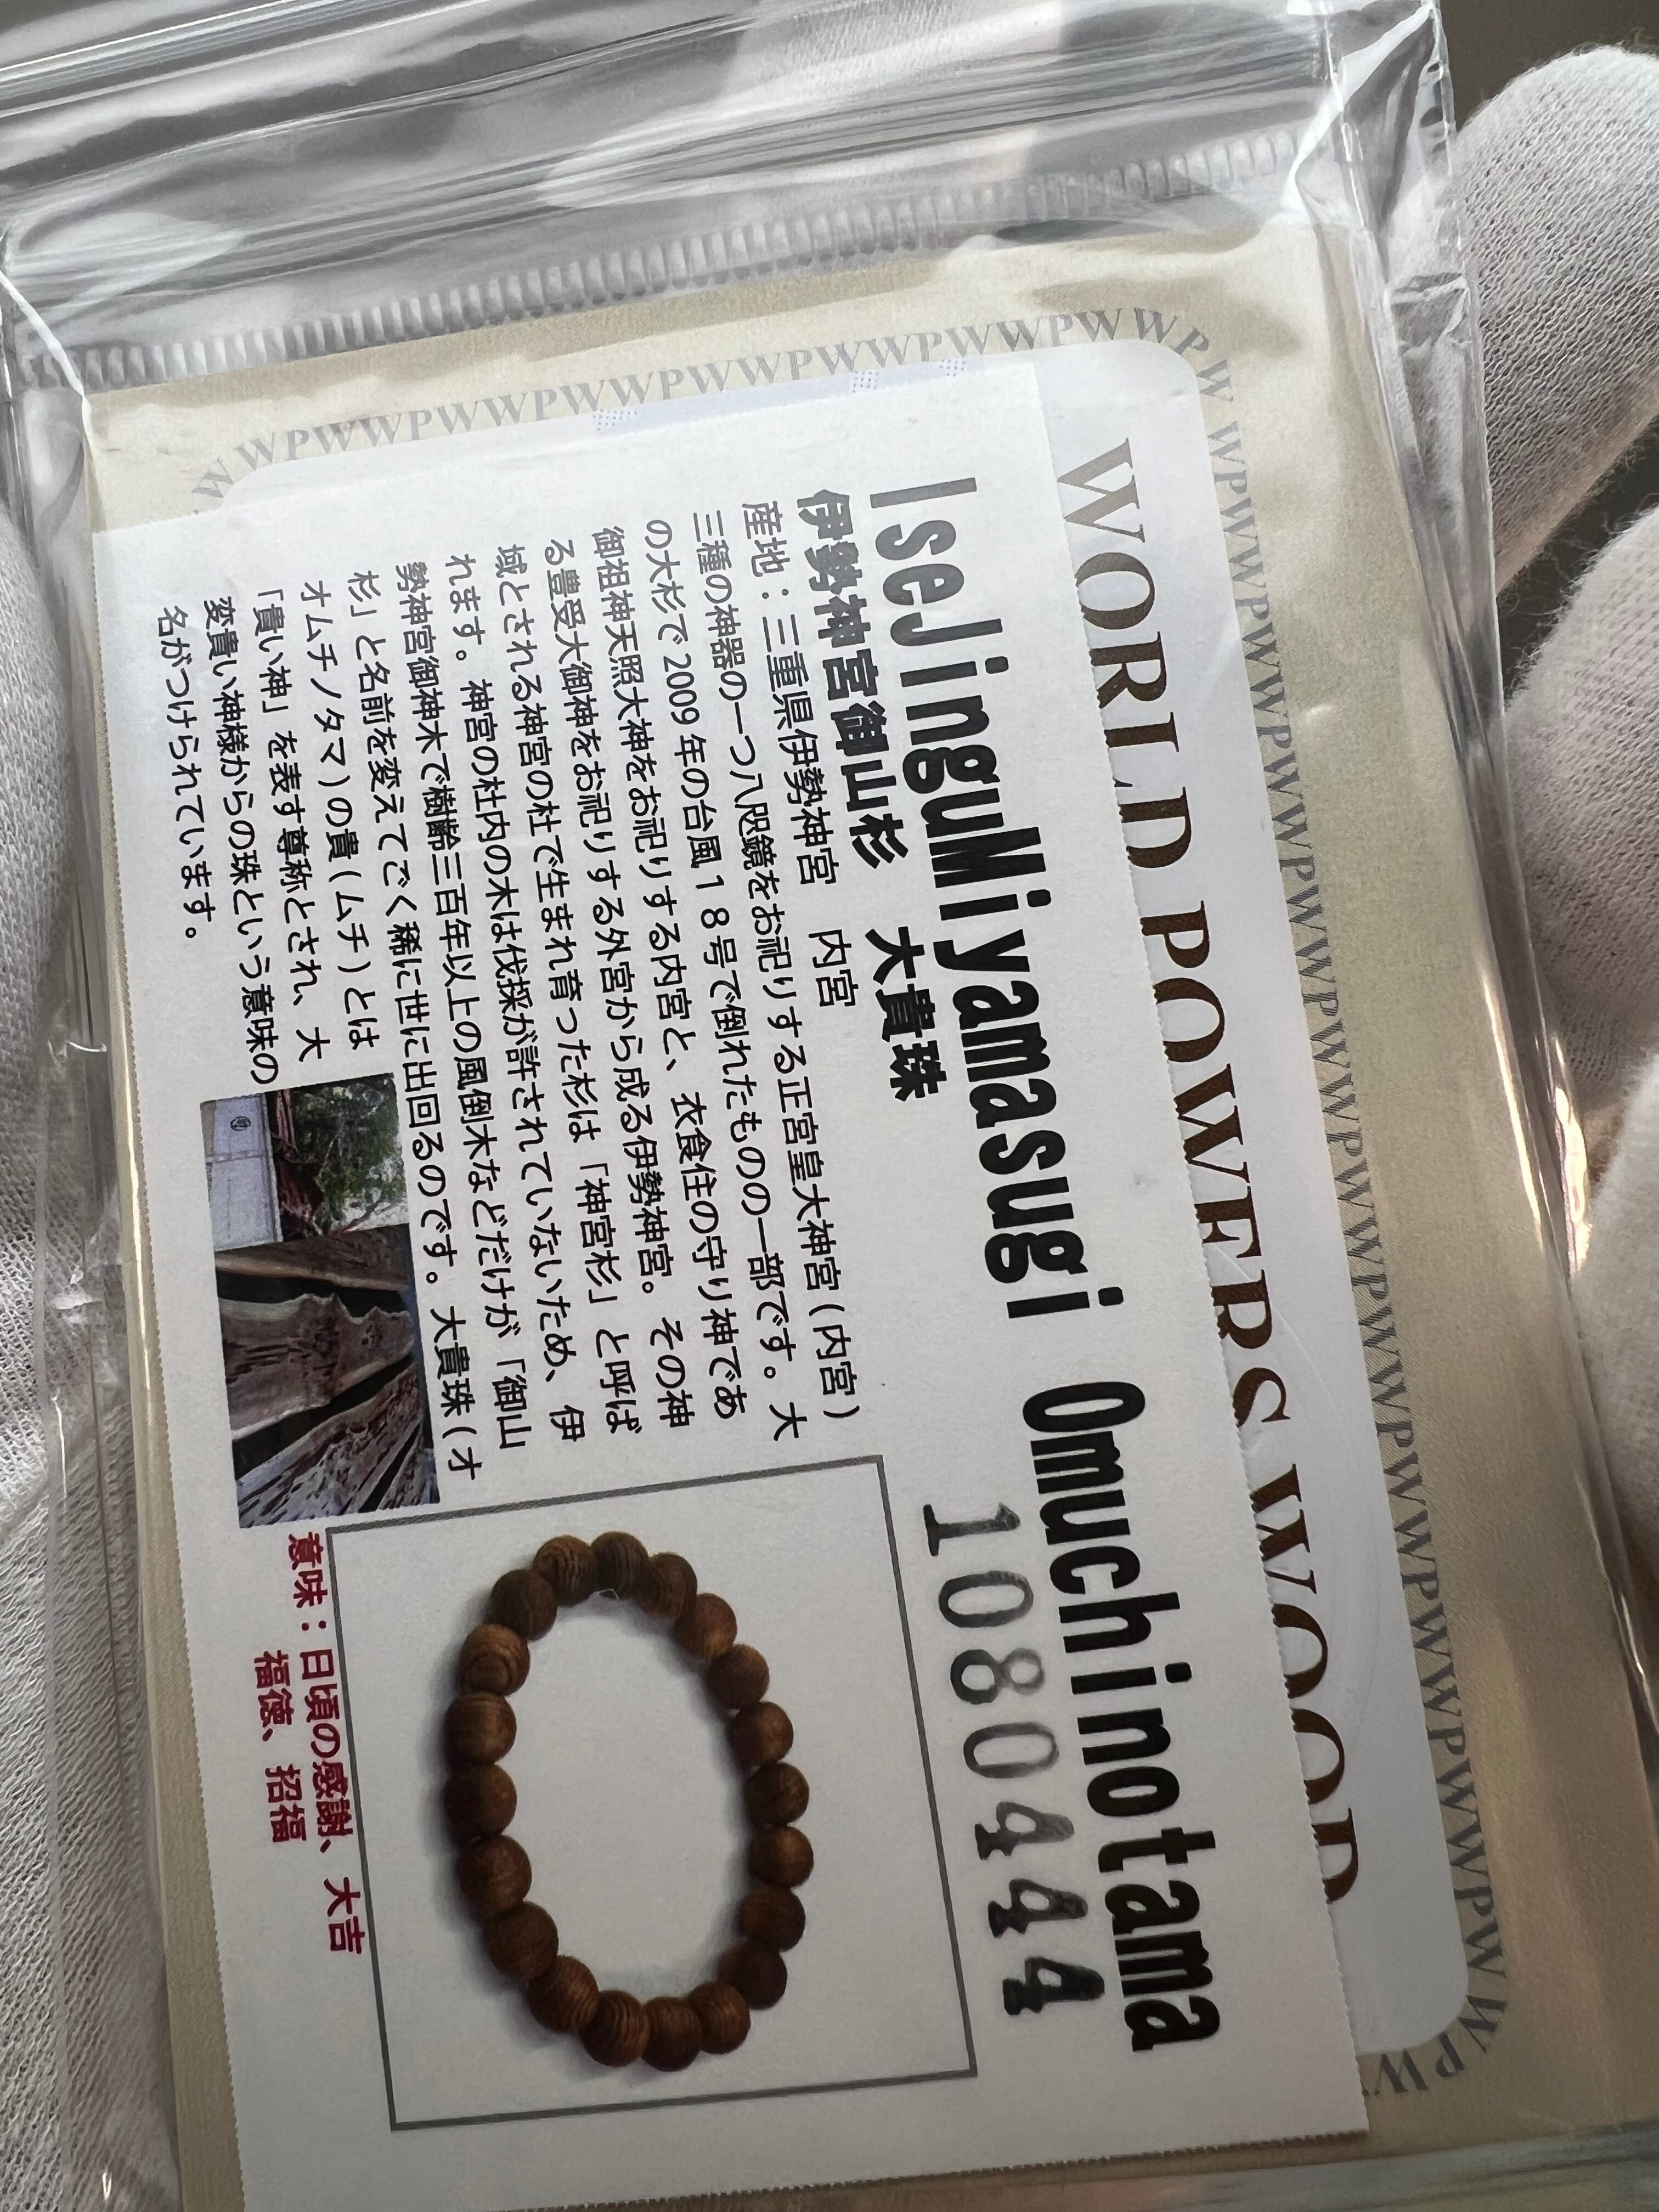 WORLD POWERS WOOD
IseJinguMiyamasugi Omuchinotama
伊勢神宮御山杉 大貴珠
1080444
産地：三重県伊勢神宮 内宮
三種の神器の一つ八咫鏡をお祀りする正宮皇大神宮(内宮)
の大杉で2009年の台風18号で倒れたものの一部です。大
御祖神天照大神をお祀りする内宮と、衣食住の守り神であ
る豊受大御神をお祀りする外宮から成る伊勢神宮。その神
域とされる神宮の杜で生まれ育った杉は「神宮杉」と呼ば
れます。神宮の杜内の木は伐採が許されていないため、伊
勢神宮御神木で樹齢三百年以上の風倒木などだけが「御山
杉」と名前を変えてごく稀に世に出回るのです。大貴珠(オ
オムチノタマ)の貴(ムチ)とは
「貴い神」を表す尊称とされ、大
変貴い神様からの珠という意味の
名がつけられています。
意味：日頃の感謝、大吉
福徳、招福